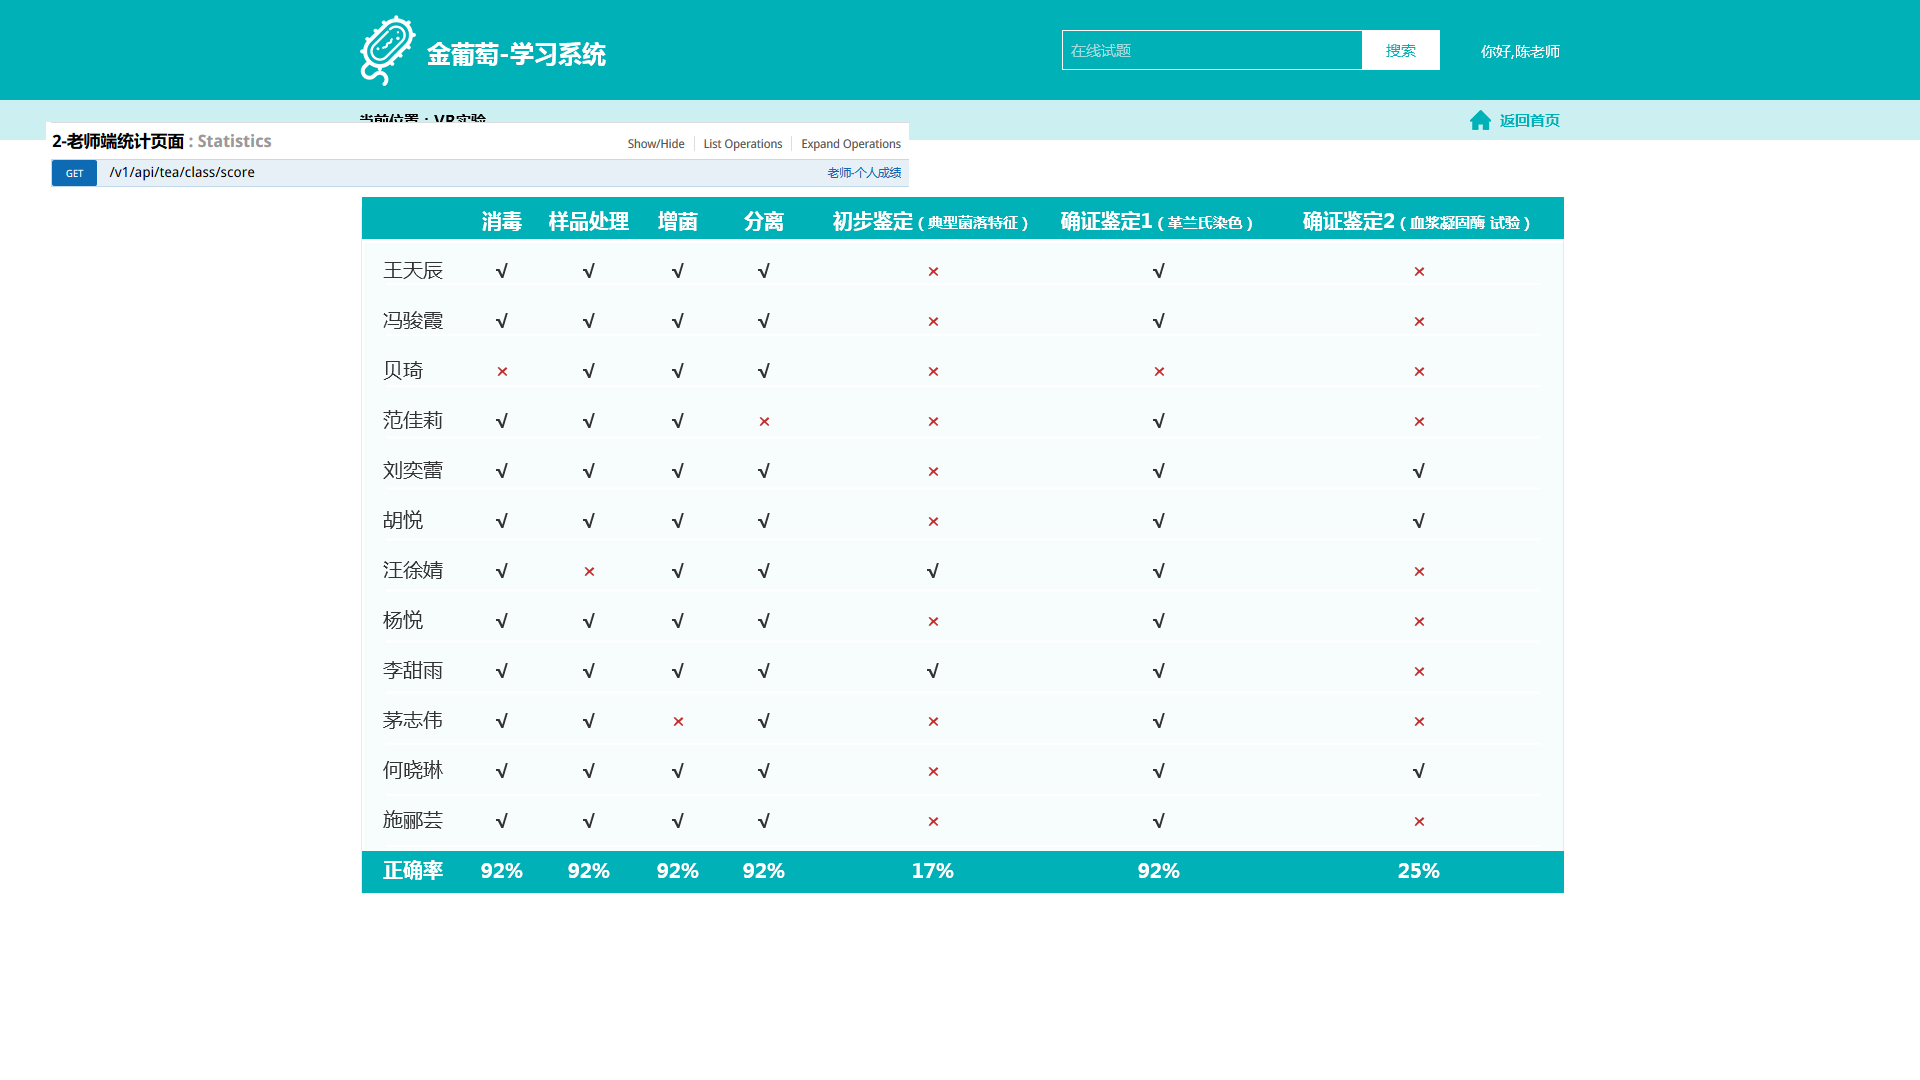 金葡萄-学习系统
在线试题 搜索 你好,陈老师
当前位置：VR实验 返回首页
2-老师端统计页面 : Statistics Show/Hide List Operations Expand Operations
GET /v1/api/tea/class/score 老师-个人成绩
消毒 样品处理 增菌 分离 初步鉴定（典型菌落特征） 确证鉴定1（革兰氏染色） 确证鉴定2（血浆凝固酶 试验）
王天辰 √ √ √ √ × √ ×
冯骏霞 √ √ √ √ × √ ×
贝琦 × √ √ √ × × ×
范佳莉 √ √ √ × × √ ×
刘奕蕾 √ √ √ √ × √ √
胡悦 √ √ √ √ × √ √
汪徐婧 √ × √ √ √ √ ×
杨悦 √ √ √ √ × √ ×
李甜雨 √ √ √ √ √ √ ×
茅志伟 √ √ × √ × √ ×
何晓琳 √ √ √ √ × √ √
施郦芸 √ √ √ √ × √ ×
正确率 92% 92% 92% 92% 17% 92% 25%